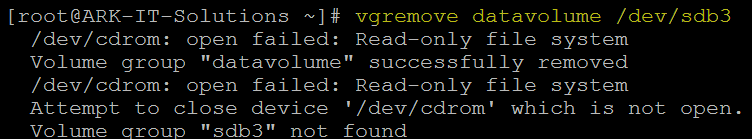 [root@ARK-IT-Solutions ~]# vgremove datavolume /dev/sdb3
/dev/cdrom: open failed: Read-only file system
Volume group "datavolume" successfully removed
/dev/cdrom: open failed: Read-only file system
Attempt to close device '/dev/cdrom' which is not open.
Volume group "sdb3" not found